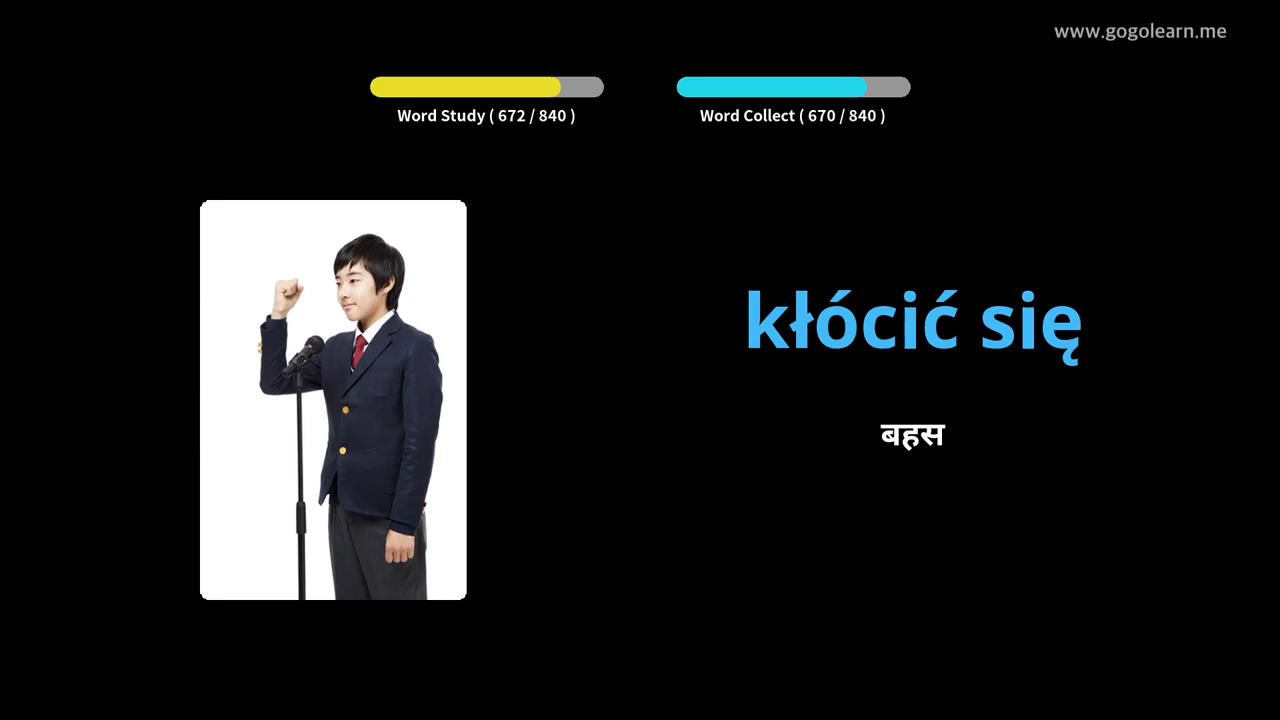 www.gogolearn.me
Word Study ( 672 / 840 )
Word Collect ( 670 / 840 )
kłócić się
बहस